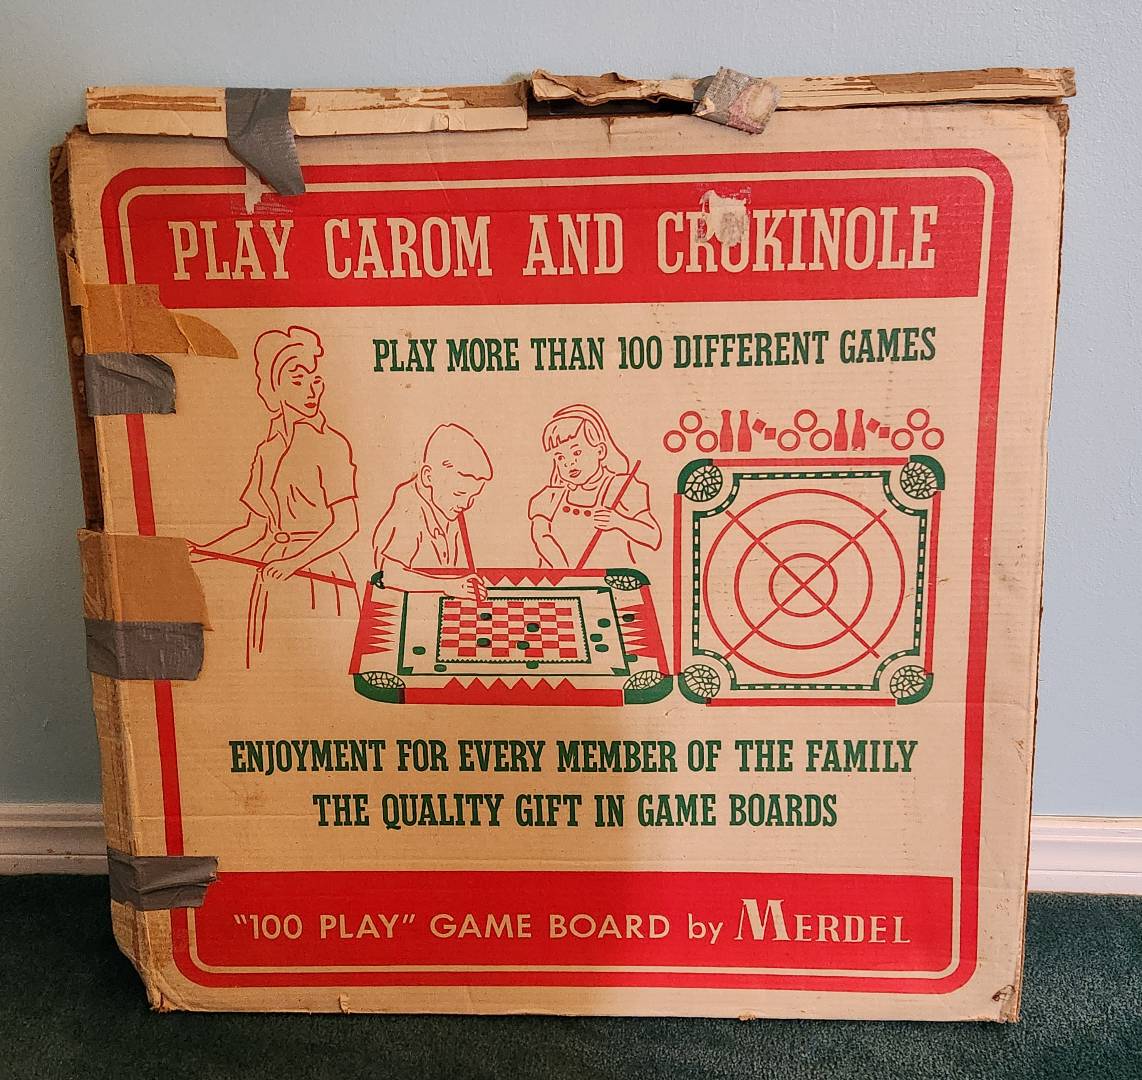 PLAY CAROM AND CROKINOLE
PLAY MORE THAN 100 DIFFERENT GAMES
ENJOYMENT FOR EVERY MEMBER OF THE FAMILY
THE QUALITY GIFT IN GAME BOARDS
"100 PLAY" GAME BOARD by MERDEL